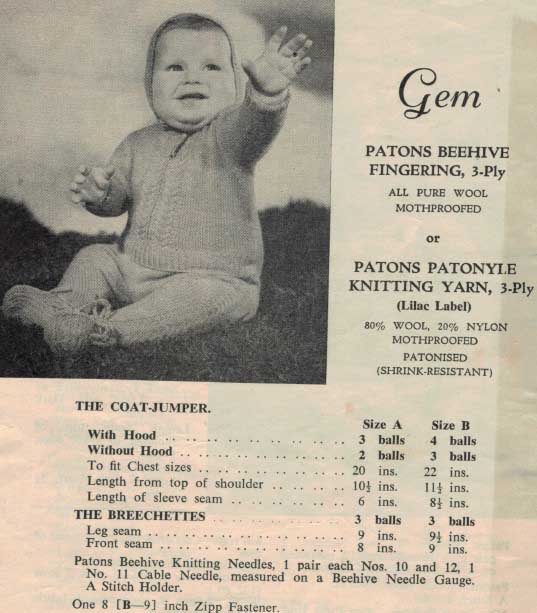 Gem
PATONS BEEHIVE
FINGERING, 3-Ply
ALL PURE WOOL
MOTHPROOFED
or
PATONS PATONYLE
KNITTING YARN, 3-Ply
(Lilac Label)
80% WOOL, 20% NYLON
MOTHPROOFED
PATONISED
(SHRINK-RESISTANT)
THE COAT-JUMPER.
Size A Size B
With Hood .. .. .. .. .. .. .. .. 3 balls 4 balls
Without Hood .. .. .. .. .. .. .. 2 balls 3 balls
To fit Chest sizes .. .. .. .. .. .. 20 ins. 22 ins.
Length from top of shoulder .. .. .. .. 10½ ins. 11½ ins.
Length of sleeve seam .. .. .. .. .. 6 ins. 8½ ins.
THE BREECHETTES .. .. .. .. .. 3 balls 3 balls
Leg seam .. .. .. .. .. .. .. .. 9 ins. 9½ ins.
Front seam .. .. .. .. .. .. .. .. 8 ins. 9 ins.
Patons Beehive Knitting Needles, 1 pair each Nos. 10 and 12, 1
No. 11 Cable Needle, measured on a Beehive Needle Gauge.
A Stitch Holder.
One 8 [B—9] inch Zipp Fastener.